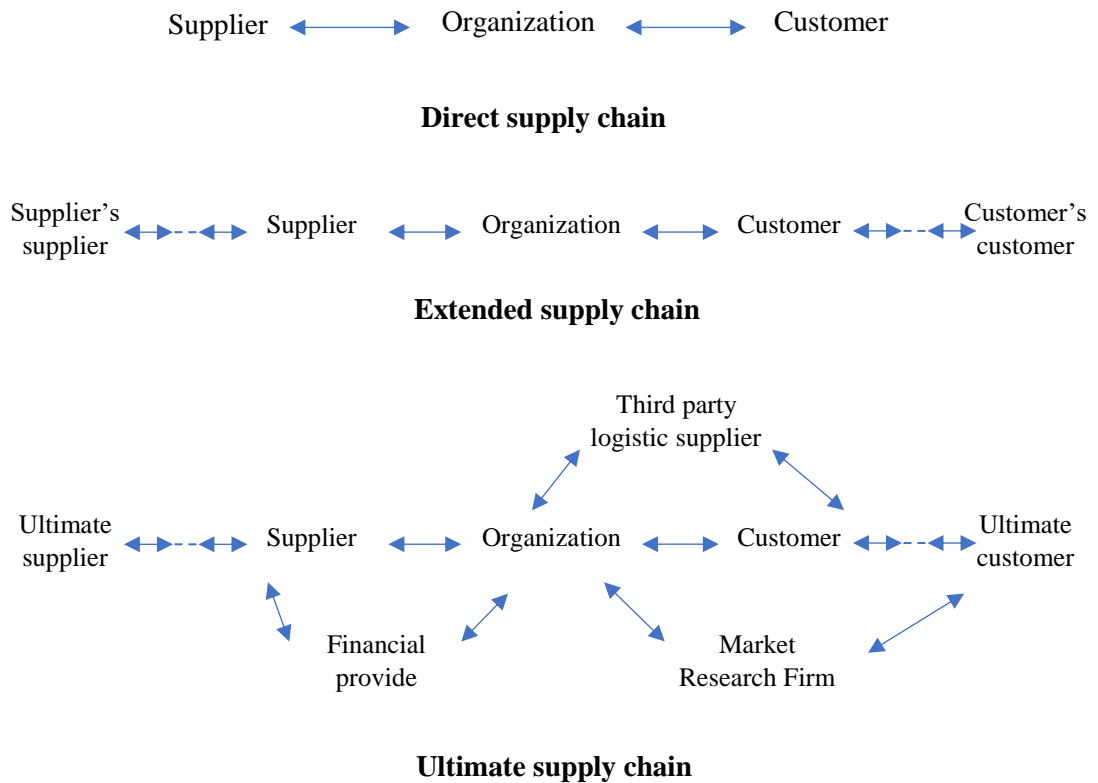 Supplier Organization Customer
Direct supply chain
Supplier’s
supplier
Supplier Organization Customer
Customer’s
customer
Extended supply chain
Third party
logistic supplier
Ultimate
supplier
Supplier Organization Customer
Ultimate
customer
Financial
provide
Market
Research Firm
Ultimate supply chain